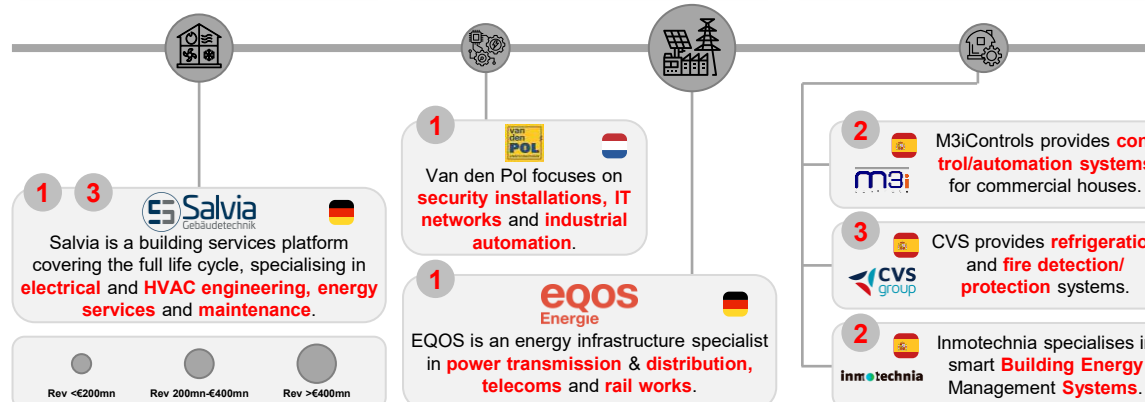 1 3
Salvia
Gebäudetechnik
Salvia is a building services platform
covering the full life cycle, specialising in
electrical and HVAC engineering, energy
services and maintenance.
Rev <€200mn
Rev 200mn-€400mn
Rev >€400mn
1
van
den
POL
Van den Pol focuses on
security installations, IT
networks and industrial
automation.
1
eqos
Energie
EQOS is an energy infrastructure specialist
in power transmission & distribution,
telecoms and rail works.
2
m3i
M3iControls provides con
trol/automation systems
for commercial houses.
3
CVS
group
CVS provides refrigeratio
and fire detection/
protection systems.
2
inmotechnia
Inmotechnia specialises i
smart Building Energy
Management Systems.